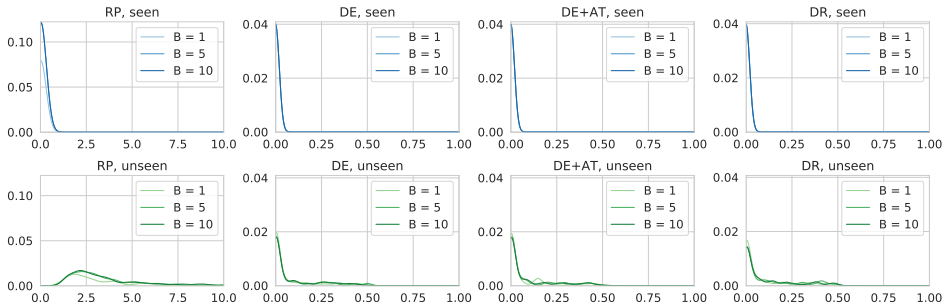 RP, seen
DE, seen
DE+AT, seen
DR, seen
0.10
0.05
0.00
B = 1
B = 5
B = 10
0.0 2.5 5.0 7.5 10.0
0.04
0.02
0.00
B = 1
B = 5
B = 10
0.00 0.25 0.50 0.75 1.00
0.04
0.02
0.00
B = 1
B = 5
B = 10
0.00 0.25 0.50 0.75 1.00
0.04
0.02
0.00
B = 1
B = 5
B = 10
0.00 0.25 0.50 0.75 1.00
RP, unseen
DE, unseen
DE+AT, unseen
DR, unseen
0.10
0.05
0.00
B = 1
B = 5
B = 10
0.0 2.5 5.0 7.5 10.0
0.04
0.02
0.00
B = 1
B = 5
B = 10
0.00 0.25 0.50 0.75 1.00
0.04
0.02
0.00
B = 1
B = 5
B = 10
0.00 0.25 0.50 0.75 1.00
0.04
0.02
0.00
B = 1
B = 5
B = 10
0.00 0.25 0.50 0.75 1.00